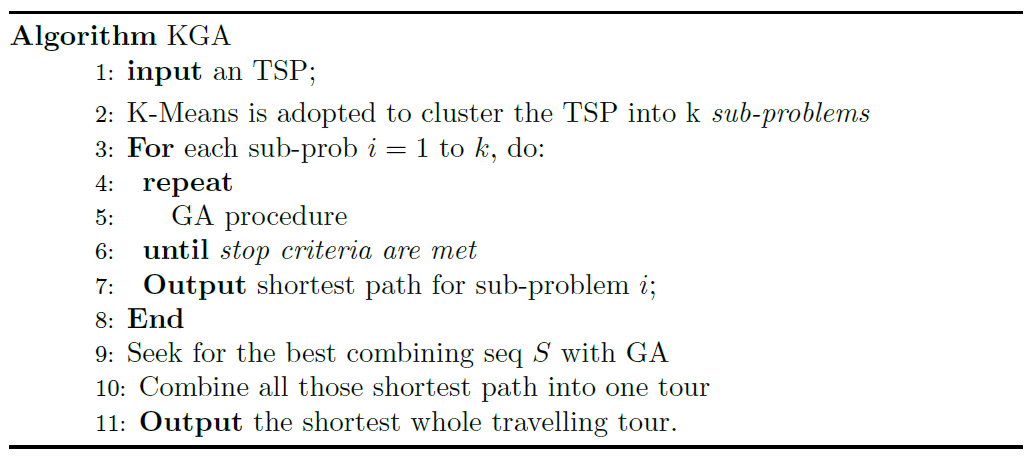 Algorithm KGA
1: input an TSP;
2: K-Means is adopted to cluster the TSP into k sub-problems
3: For each sub-prob i = 1 to k, do:
4: repeat
5: GA procedure
6: until stop criteria are met
7: Output shortest path for sub-problem i;
8: End
9: Seek for the best combining seq S with GA
10: Combine all those shortest path into one tour
11: Output the shortest whole travelling tour.